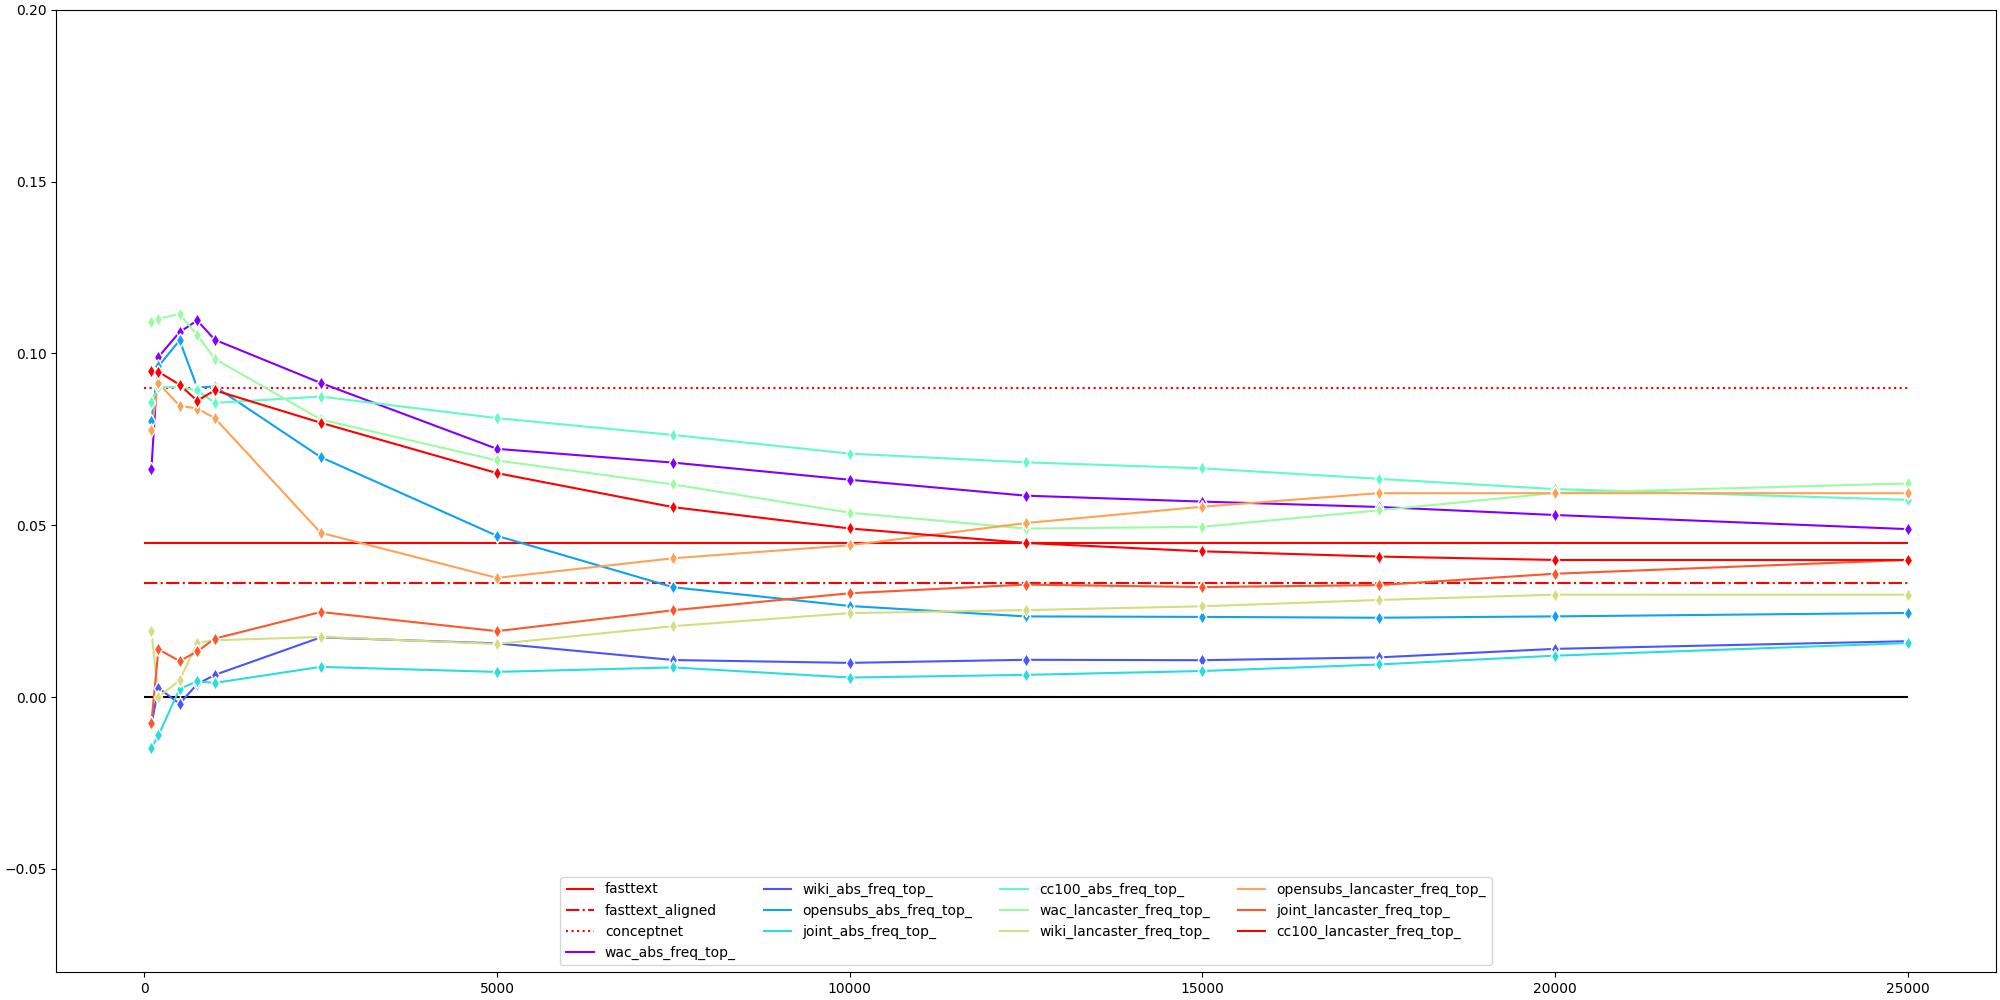 0.20
0.15
0.10
0.05
0.00
−0.05
fasttext
fasttext_aligned
conceptnet
wac_abs_freq_top_
wiki_abs_freq_top_
opensubs_abs_freq_top_
joint_abs_freq_top_
cc100_abs_freq_top_
wac_lancaster_freq_top_
wiki_lancaster_freq_top_
opensubs_lancaster_freq_top_
joint_lancaster_freq_top_
cc100_lancaster_freq_top_
0 5000 10000 15000 20000 25000